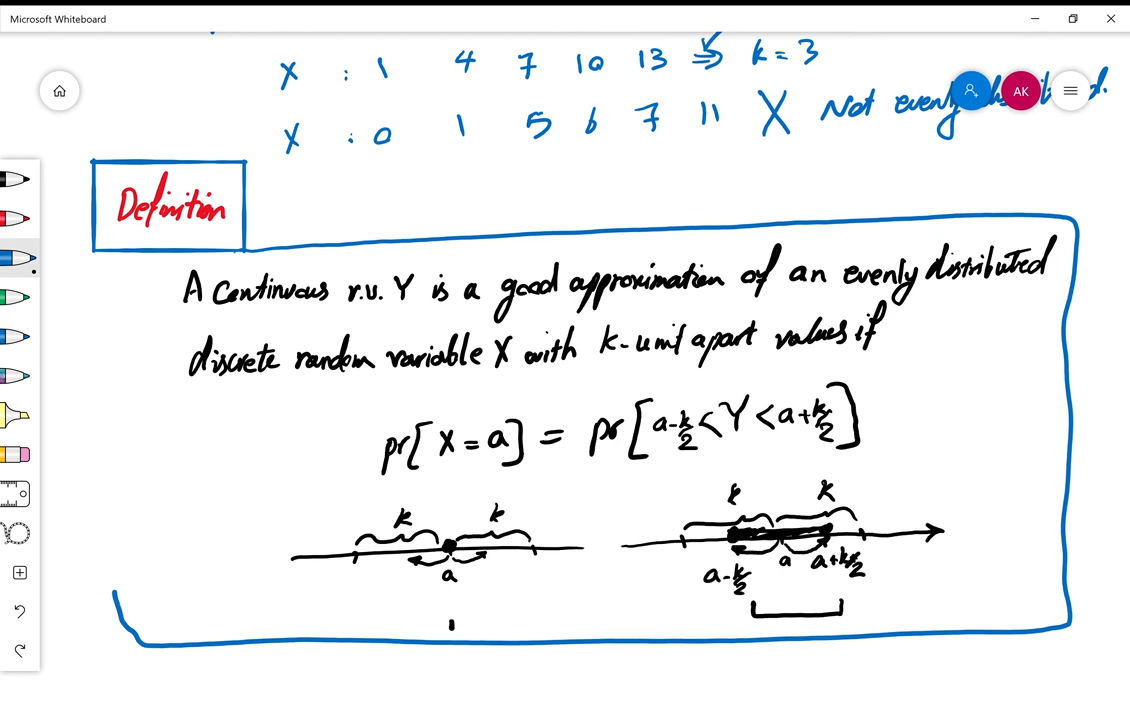 Microsoft Whiteboard
X : 1 4 7 10 13 ⇒ k = 3
AK
X : 0 1 5 6 7 11 X Not evenly
Definition
A continuous r.v. Y is a good approximation of an evenly distributed
discrete random variable X with k-unit apart values if
pr[X=a] = pr[a-k/2 < Y < a+k/2]
k k k k
a a-k/2 a a+k/2